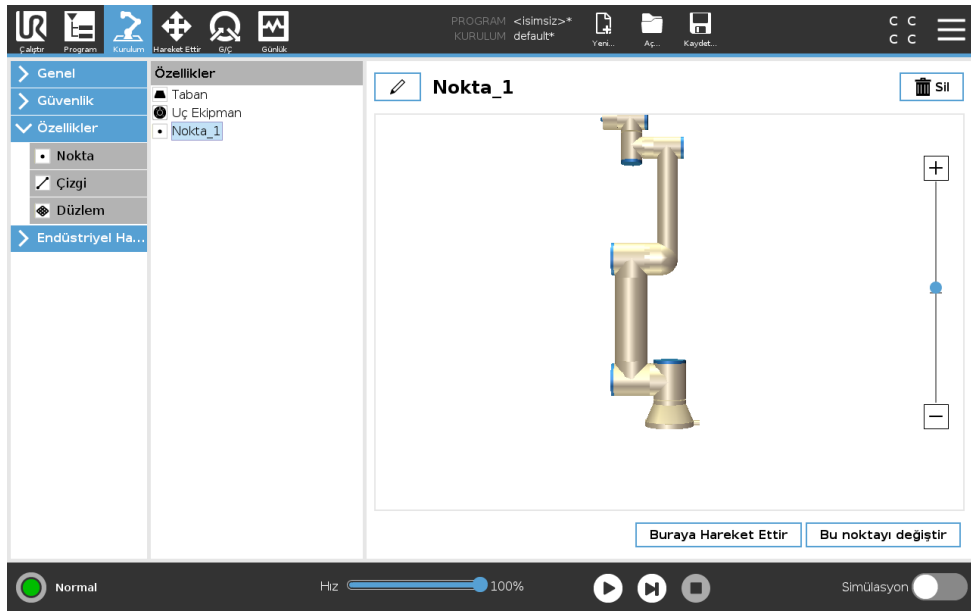 UR
Çalıştır Program Kurulum Hareket Ettir G/Ç Günlük
PROGRAM <isimsiz>*
KURULUM default*
Yeni... Aç... Kaydet...
C C
C C
Genel
Güvenlik
Özellikler
Nokta
Çizgi
Düzlem
Endüstriyel Ha...
Özellikler
Taban
Uç Ekipman
Nokta_1
Nokta_1
Sil
Buraya Hareket Ettir
Bu noktayı değiştir
Normal
Hız
100%
Simülasyon